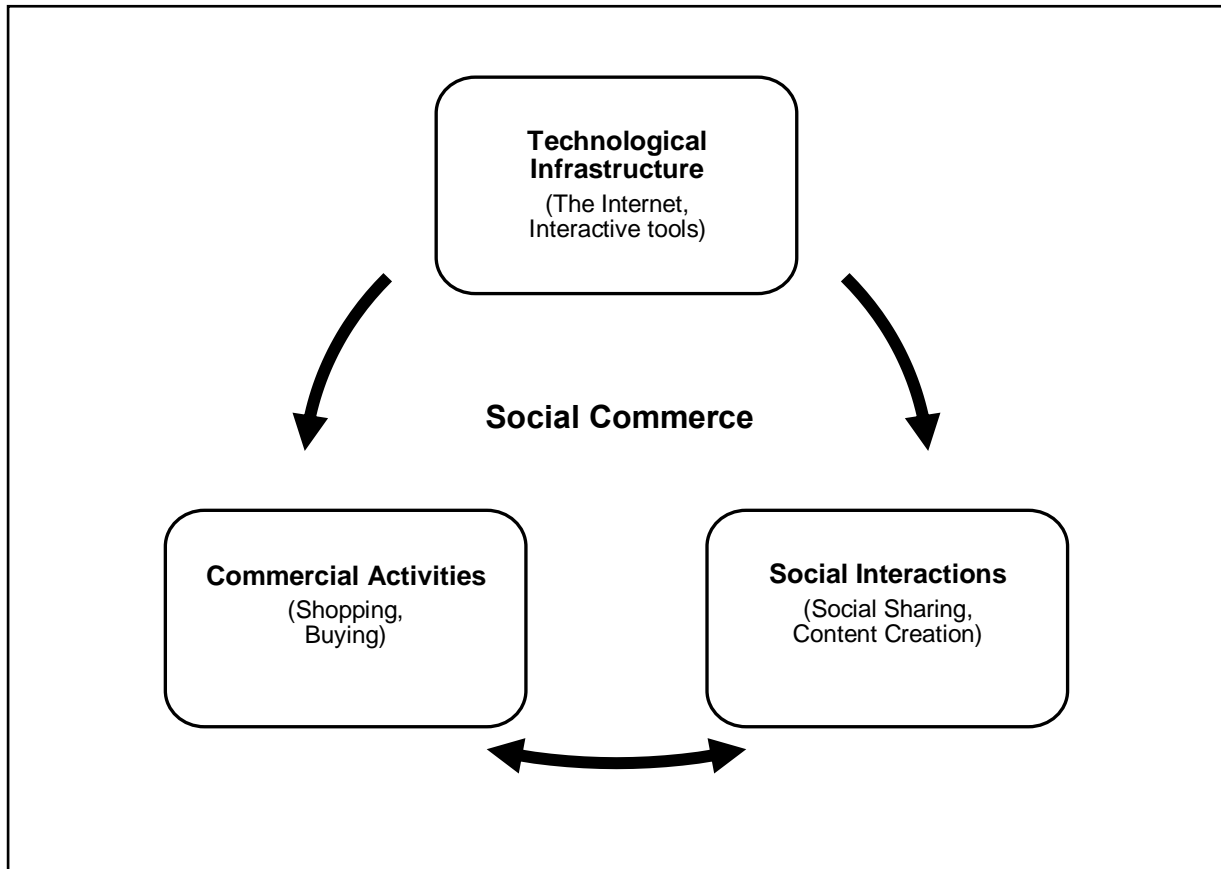 Technological
Infrastructure
(The Internet,
Interactive tools)
Social Commerce
Commercial Activities
(Shopping,
Buying)
Social Interactions
(Social Sharing,
Content Creation)